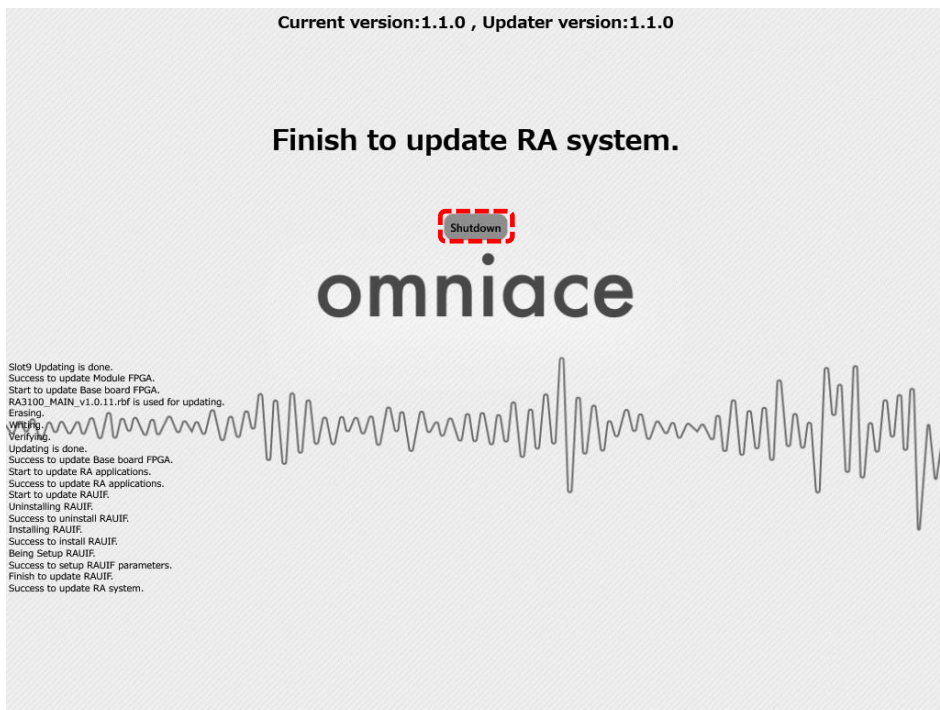 Current version:1.1.0 , Updater version:1.1.0
Finish to update RA system.
Shutdown
omniace
Slot9 Updating is done.
Success to update Module FPGA.
Start to update Base board FPGA.
RA3100_MAIN_v1.0.11.rbf is used for updating.
Erasing.
Writing.
Verifying.
Updating is done.
Success to update Base board FPGA.
Start to update RA applications.
Success to update RA applications.
Start to update RAUIF.
Uninstalling RAUIF.
Success to uninstall RAUIF.
Installing RAUIF.
Success to install RAUIF.
Being Setup RAUIF.
Success to setup RAUIF parameters.
Finish to update RAUIF.
Success to update RA system.